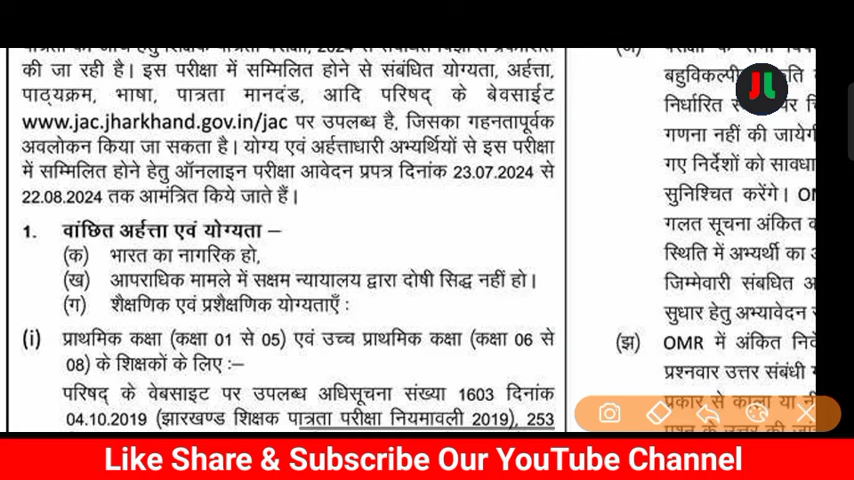 की जा रही है। इस परीक्षा में सम्मिलित होने से संबंधित योग्यता, अर्हत्ता,
पाठ्यक्रम, भाषा, पात्रता मानदंड, आदि परिषद् के बेवसाईट
www.jac.jharkhand.gov.in/jac पर उपलब्ध है, जिसका गहनतापूर्वक
अवलोकन किया जा सकता है। योग्य एवं अर्हत्ताधारी अभ्यर्थियों से इस परीक्षा
में सम्मिलित होने हेतु ऑनलाइन परीक्षा आवेदन प्रपत्र दिनांक 23.07.2024 से
22.08.2024 तक आमंत्रित किये जाते हैं।
1. वांछित अर्हत्ता एवं योग्यता –
(क) भारत का नागरिक हो,
(ख) आपराधिक मामले में सक्षम न्यायालय द्वारा दोषी सिद्ध नहीं हो।
(ग) शैक्षणिक एवं प्रशैक्षणिक योग्यताएँ :
(i) प्राथमिक कक्षा (कक्षा 01 से 05) एवं उच्च प्राथमिक कक्षा (कक्षा 06 से
08) के शिक्षकों के लिए :–
परिषद् के वेबसाइट पर उपलब्ध अधिसूचना संख्या 1603 दिनांक
04.10.2019 (झारखण्ड शिक्षक पात्रता परीक्षा नियमावली 2019), 253
बहुविकल्पी
निर्धारित
गणना नहीं की जायेगी
गए निर्देशों को सावधा
सुनिश्चित करेंगे।
गलत सूचना अंकित
स्थिति में अभ्यर्थी का
जिम्मेवारी संबधित
सुधार हेतु अभ्यावेदन
(झ) OMR में अंकित निर्दे
प्रश्नवार उत्तर संबंधी
प्रकार से काला या
JL
Like Share & Subscribe Our YouTube Channel